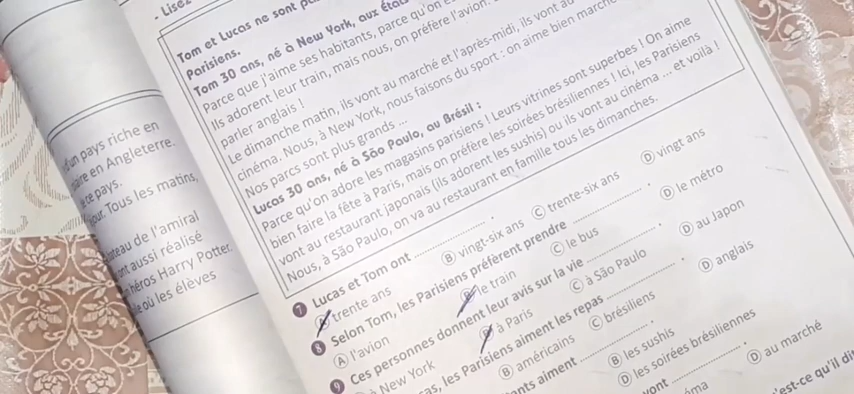 - Lisez
Tom et Lucas ne sont
Parisiens.
Tom 30 ans, né à New York, aux
Parce que j'aime ses habitants, parce qu'on
Ils adorent leur train, mais nous, on préfère l'avion.
parler anglais !
Le dimanche matin, ils vont au marché et l'après-midi, ils vont au
cinéma. Nous, à New York, nous faisons du sport : on aime bien
Nos parcs sont plus grands ...
Lucas 30 ans, né à São Paulo, au Brésil :
Parce qu'on adore les magasins parisiens ! Leurs vitrines sont superbes ! On aime
bien faire la fête à Paris, mais on préfère les soirées brésiliennes ! Ici, les Parisiens
vont au restaurant japonais (ils adorent les sushis) ou ils vont au cinéma ... et voilà !
Nous, à São Paulo, on va au restaurant en famille tous les dimanches.
7 Lucas et Tom ont .
trente ans B vingt-six ans C trente-six ans D vingt ans
8 Selon Tom, les Parisiens préfèrent prendre .
A l'avion le train C le bus D le métro
9 Ces personnes donnent leur avis sur la vie .
New York à Paris C à São Paulo D au Japon
les Parisiens aiment les repas .
B américains C brésiliens D anglais
aiment .
B les sushis
D les soirées brésiliennes
vont .
D au marché
est-ce qu'il
un pays riche en
en Angleterre.
ce pays.
Tous les matins,
de l'amiral
aussi réalisé
héros Harry Potter.
où les élèves